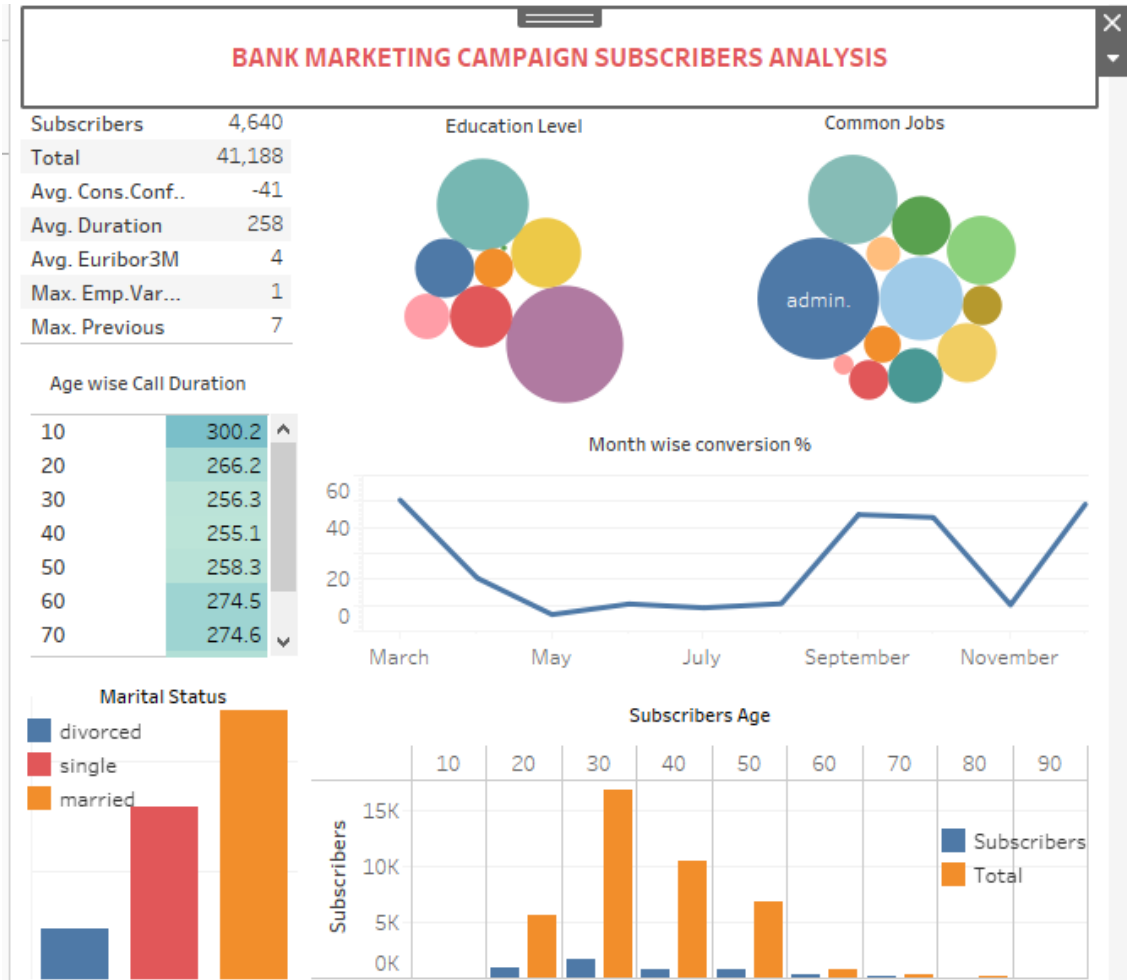 BANK MARKETING CAMPAIGN SUBSCRIBERS ANALYSIS
Subscribers 4,640
Total 41,188
Avg. Cons.Conf.. -41
Avg. Duration 258
Avg. Euribor3M 4
Max. Emp.Var... 1
Max. Previous 7
Education Level
Common Jobs
admin.
Age wise Call Duration
10 300.2
20 266.2
30 256.3
40 255.1
50 258.3
60 274.5
70 274.6
Month wise conversion %
60
40
20
0
March May July September November
Marital Status
divorced
single
married
Subscribers Age
10 20 30 40 50 60 70 80 90
Subscribers
15K
10K
5K
0K
Subscribers
Total